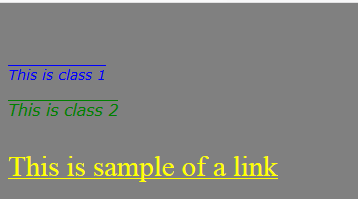 This is class 1
This is class 2
This is sample of a link